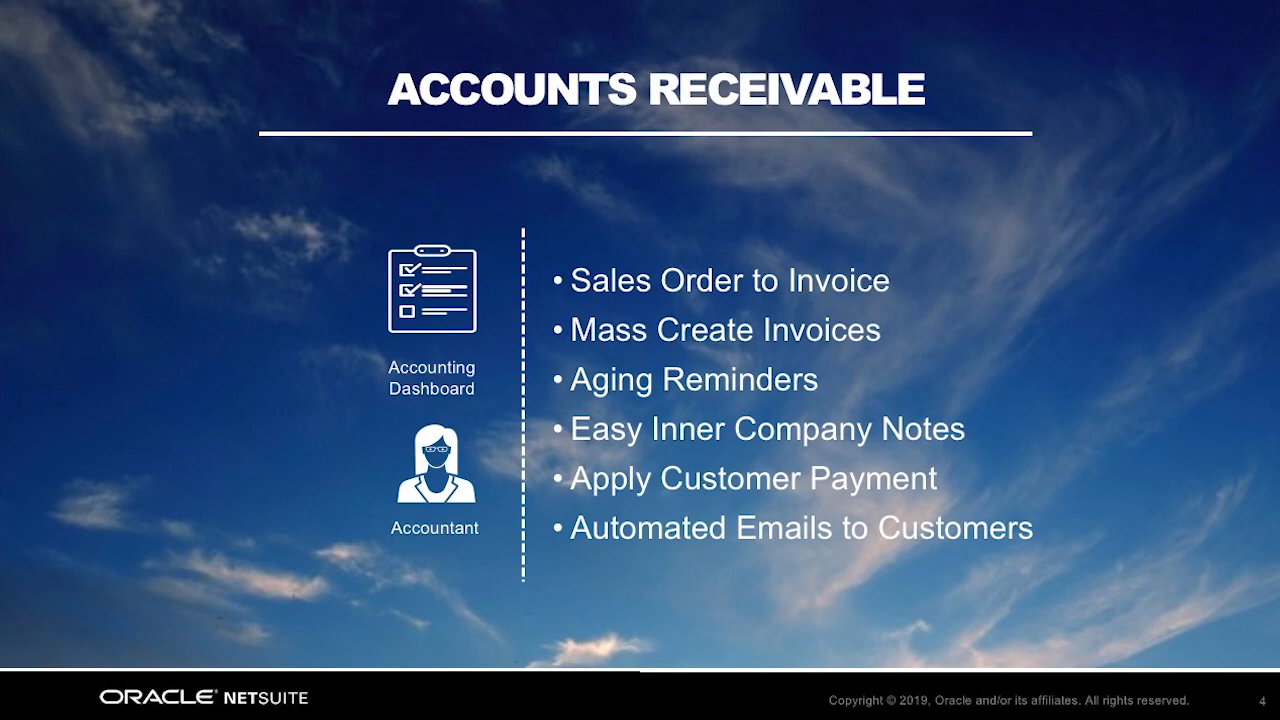 ACCOUNTS RECEIVABLE
Accounting
Dashboard
Accountant
• Sales Order to Invoice
• Mass Create Invoices
• Aging Reminders
• Easy Inner Company Notes
• Apply Customer Payment
• Automated Emails to Customers
ORACLE® NETSUITE
Copyright © 2019, Oracle and/or its affiliates. All rights reserved.
4